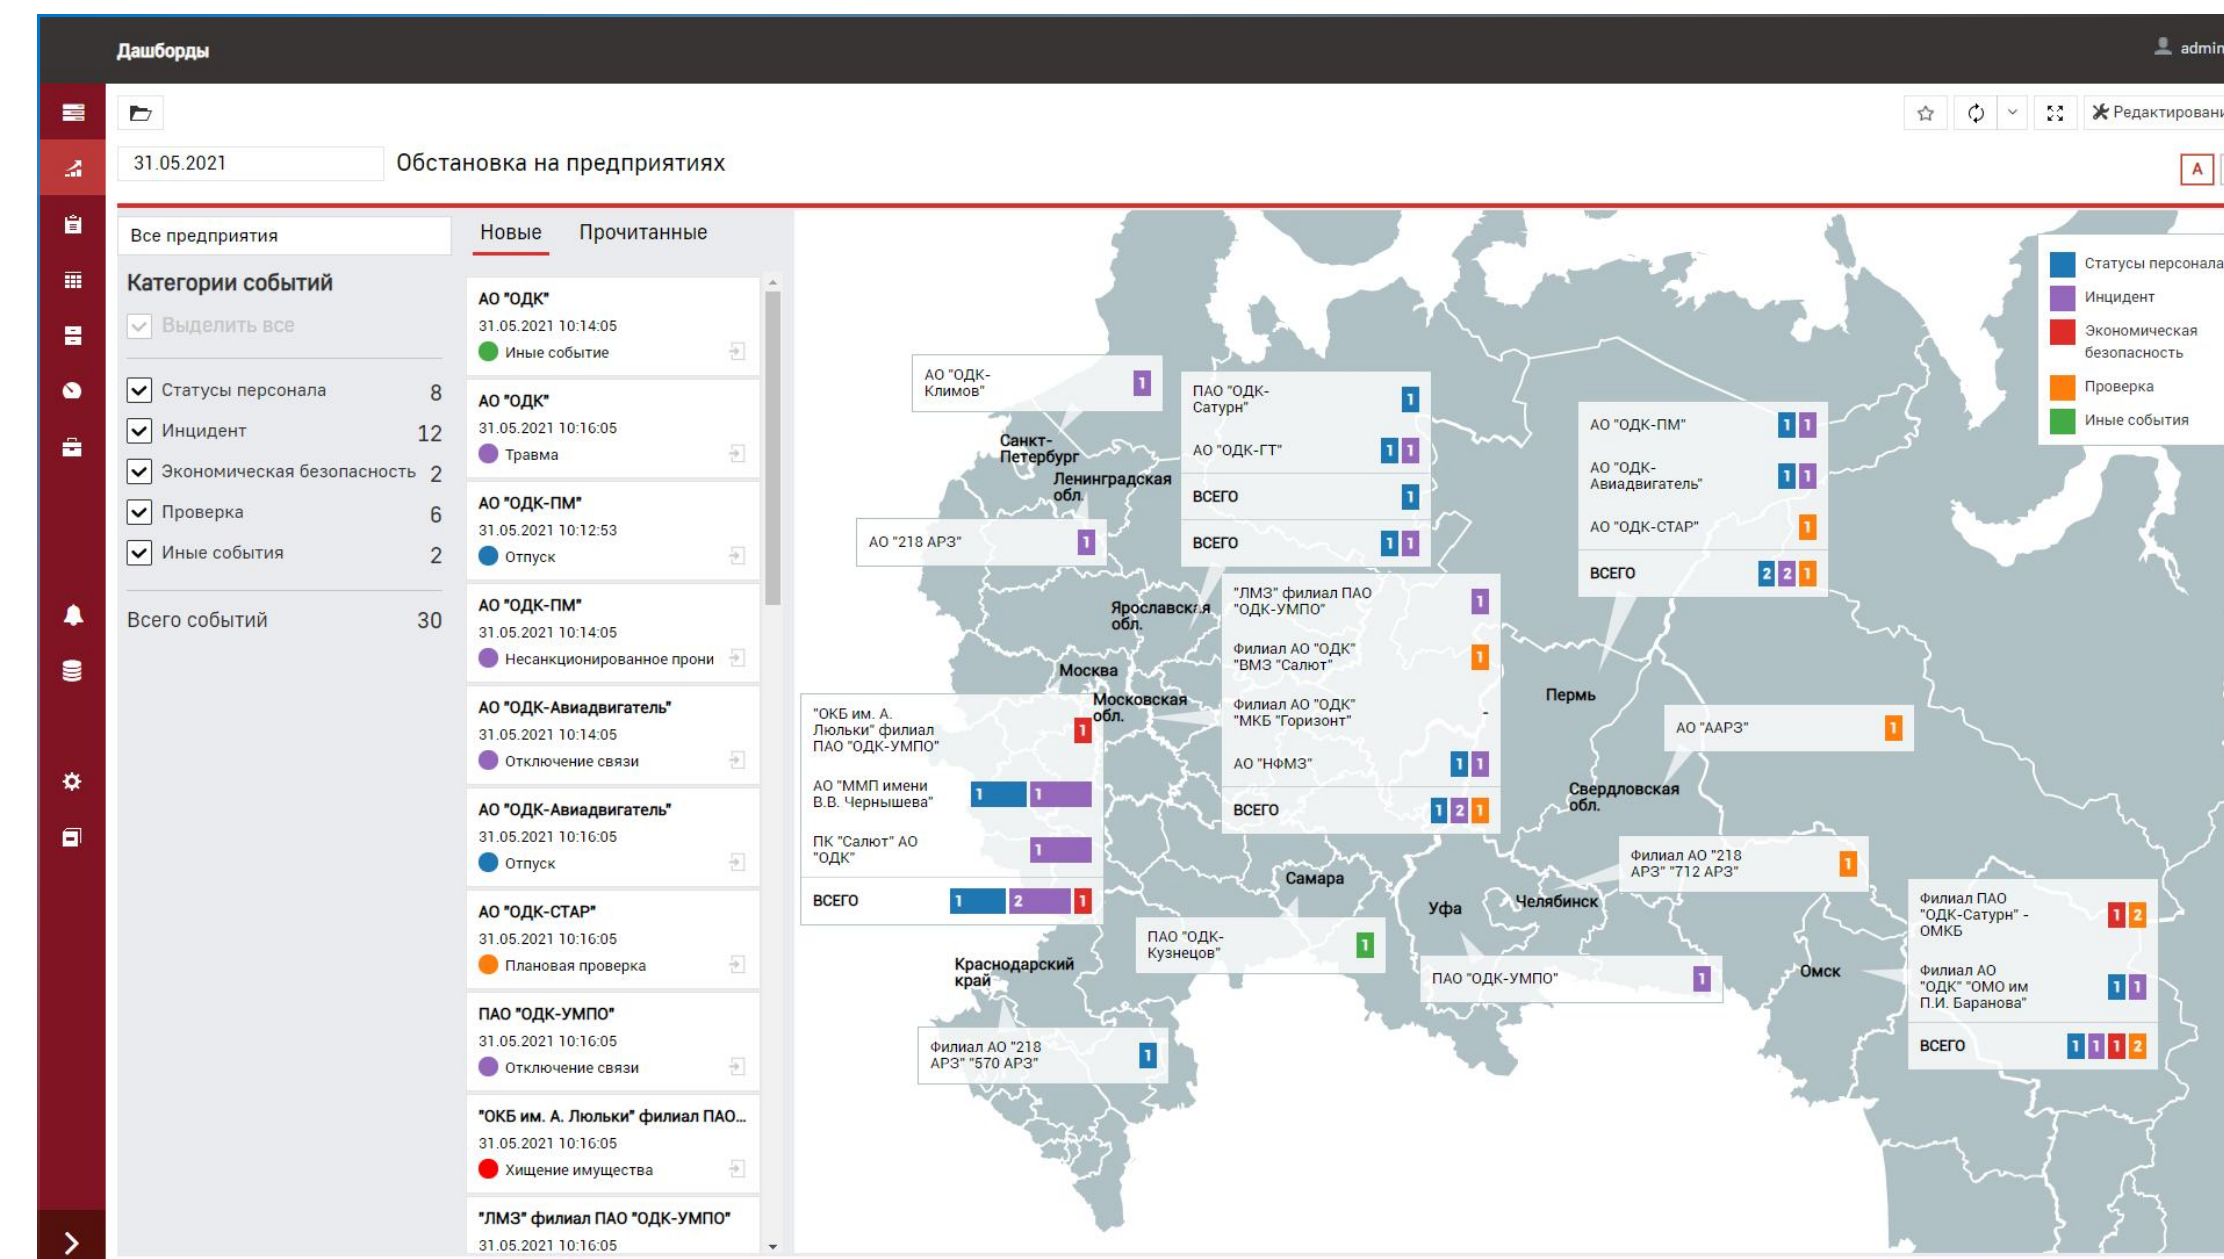 Дашборды
admin
Редактировани
31.05.2021
Обстановка на предприятиях
A
Все предприятия
Категории событий
Выделить все
Статусы персонала 8
Инцидент 12
Экономическая безопасность 2
Проверка 6
Иные события 2
Всего событий 30
Новые Прочитанные
АО "ОДК"
31.05.2021 10:14:05
Иные событие
АО "ОДК"
31.05.2021 10:16:05
Травма
АО "ОДК-ПМ"
31.05.2021 10:12:53
Отпуск
АО "ОДК-ПМ"
31.05.2021 10:14:05
Несанкционированное прони
АО "ОДК-Авиадвигатель"
31.05.2021 10:14:05
Отключение связи
АО "ОДК-Авиадвигатель"
31.05.2021 10:16:05
Отпуск
АО "ОДК-СТАР"
31.05.2021 10:16:05
Плановая проверка
ПАО "ОДК-УМПО"
31.05.2021 10:16:05
Отключение связи
"ОКБ им. А. Люльки" филиал ПАО...
31.05.2021 10:16:05
Хищение имущества
"ЛМЗ" филиал ПАО "ОДК-УМПО"
31.05.2021 10:16:05
Статусы персонала
Инцидент
Экономическая
безопасность
Проверка
Иные события
АО "ОДК-
Климов" 1
Санкт-
Петербург
Ленинградская
обл.
АО "218 АРЗ" 1
ПАО "ОДК-
Сатурн" 1
АО "ОДК-ГТ" 1 1
ВСЕГО 1
ВСЕГО 1 1
Ярославская
обл.
АО "ОДК-ПМ" 1 1
АО "ОДК-
Авиадвигатель" 1 1
АО "ОДК-СТАР" 1
ВСЕГО 2 2 1
Пермь
"ЛМЗ" филиал ПАО
"ОДК-УМПО" 1
Филиал АО "ОДК"
"ВМЗ "Салют" 1
Филиал АО "ОДК"
"МКБ "Горизонт" -
АО "НФМЗ" 1 1
ВСЕГО 1 2 1
Москва
Московская
обл.
"ОКБ им. А.
Люльки" филиал
ПАО "ОДК-УМПО" 1
АО "ММП имени
В.В. Чернышева" 1 1
ПК "Салют" АО
"ОДК" 1
ВСЕГО 1 2 1
АО "ААРЗ" 1
Свердловская
обл.
Филиал АО "218
АРЗ" "712 АРЗ" 1
Челябинск
Самара
ПАО "ОДК-
Кузнецов" 1
Уфа
ПАО "ОДК-УМПО" 1
Краснодарский
край
Филиал АО "218
АРЗ" "570 АРЗ" 1
Омск
Филиал ПАО
"ОДК-Сатурн" -
ОМКБ 1 2
Филиал АО
"ОДК" "ОМО им
П.И. Баранова" 1 1
ВСЕГО 1 1 1 2